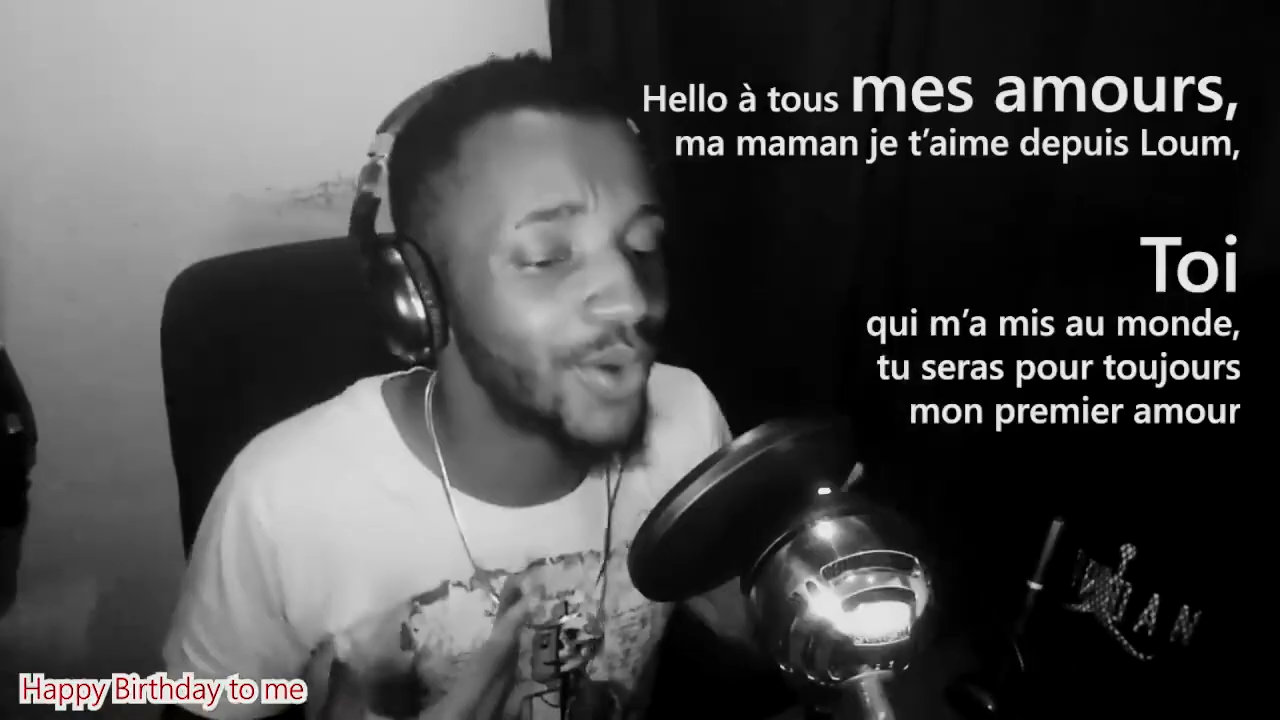 Hello à tous mes amours,
ma maman je t’aime depuis Loum,
Toi
qui m’a mis au monde,
tu seras pour toujours
mon premier amour
Happy Birthday to me